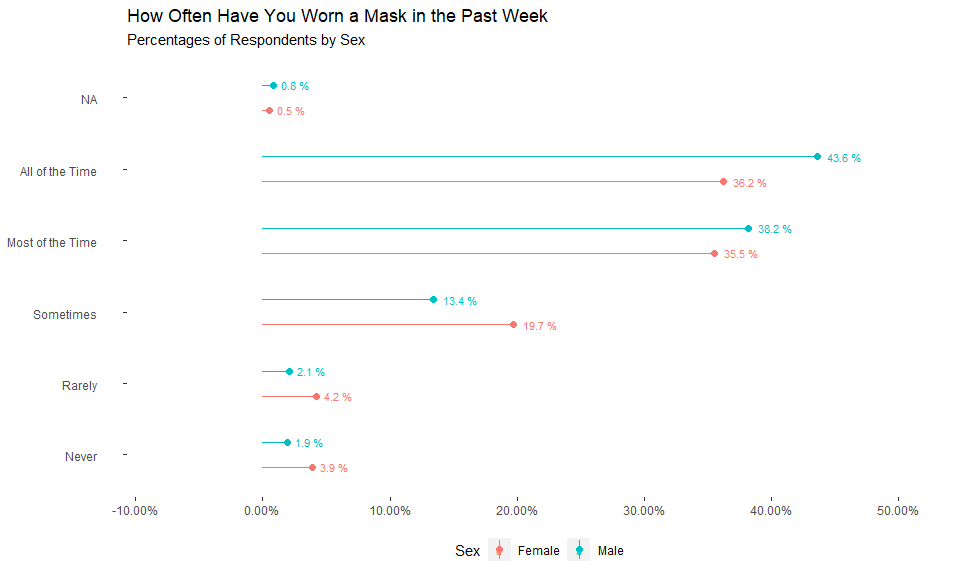 How Often Have You Worn a Mask in the Past Week
Percentages of Respondents by Sex
NA
0.8 %
0.5 %
All of the Time
43.6 %
36.2 %
Most of the Time
38.2 %
35.5 %
Sometimes
13.4 %
19.7 %
Rarely
2.1 %
4.2 %
Never
1.9 %
3.9 %
-10.00% 0.00% 10.00% 20.00% 30.00% 40.00% 50.00%
Sex Female Male